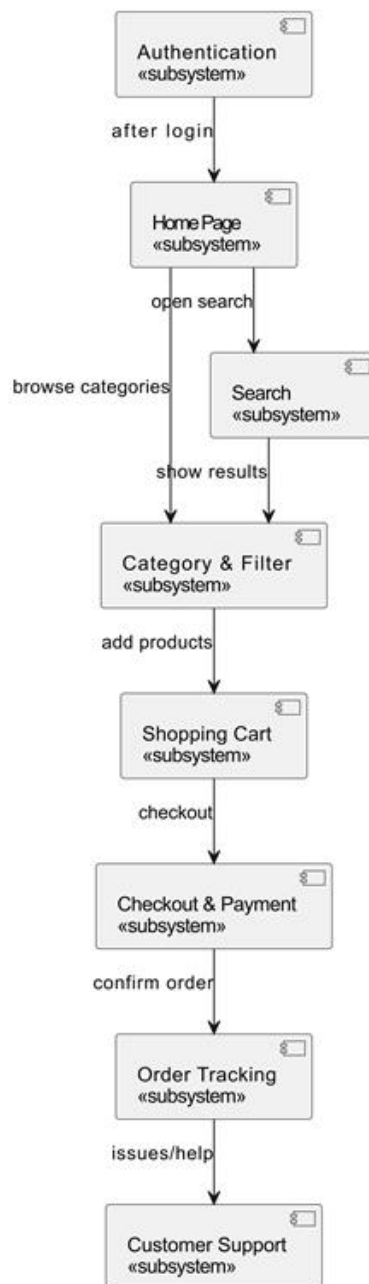 Authentication
«subsystem»
after login
Home Page
«subsystem»
open search
browse categories
Search
«subsystem»
show results
Category & Filter
«subsystem»
add products
Shopping Cart
«subsystem»
checkout
Checkout & Payment
«subsystem»
confirm order
Order Tracking
«subsystem»
issues/help
Customer Support
«subsystem»